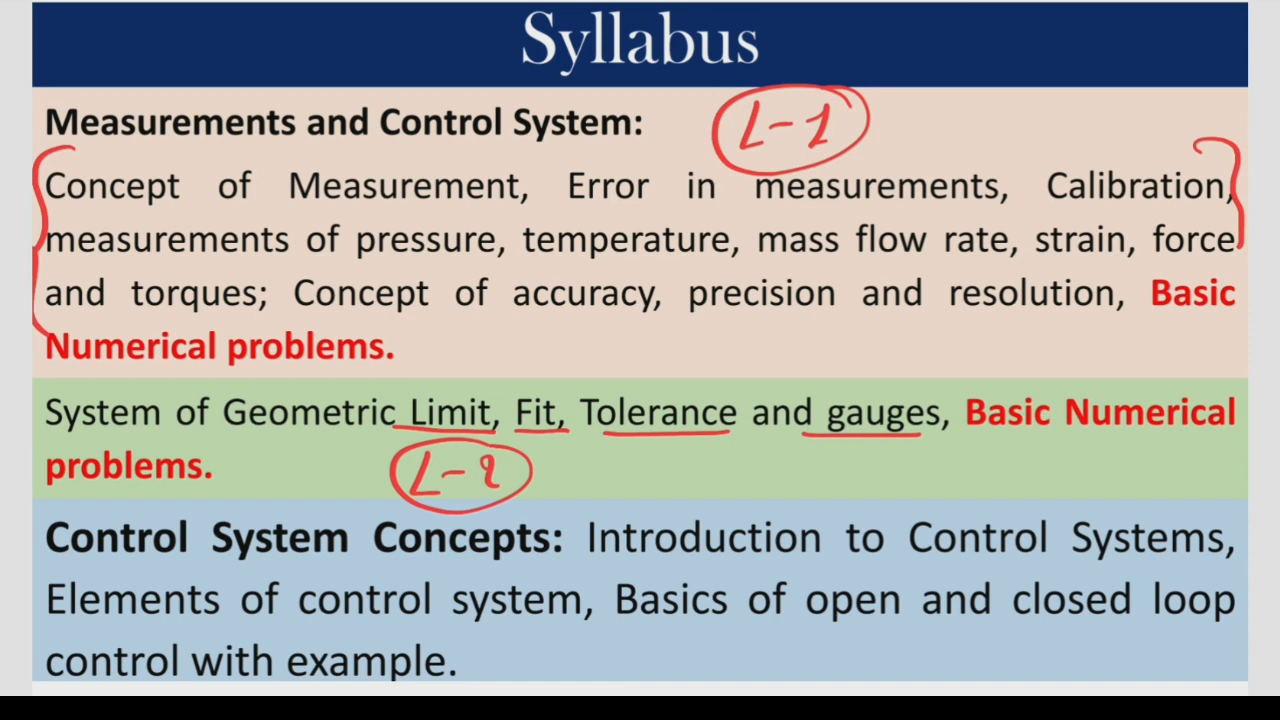 Syllabus
Measurements and Control System: L-1
Concept of Measurement, Error in measurements, Calibration,
measurements of pressure, temperature, mass flow rate, strain, force
and torques; Concept of accuracy, precision and resolution, Basic
Numerical problems.
System of Geometric Limit, Fit, Tolerance and gauges, Basic Numerical
problems. L-2
Control System Concepts: Introduction to Control Systems,
Elements of control system, Basics of open and closed loop
control with example.